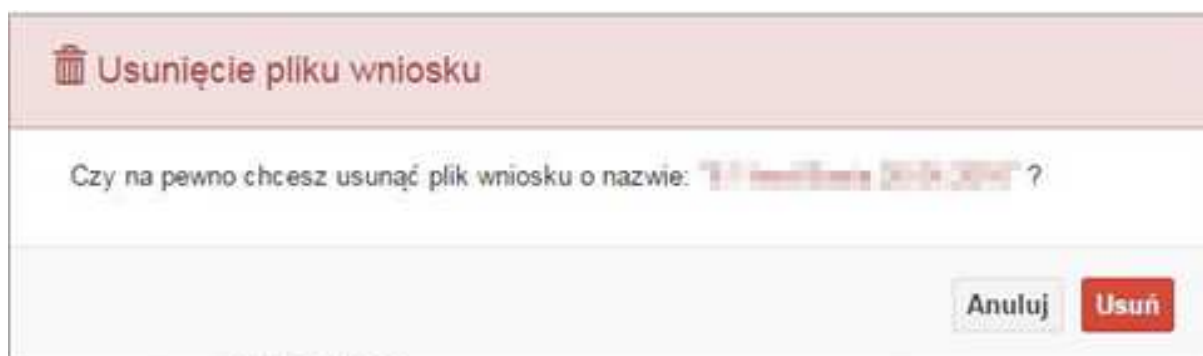 Usunięcie pliku wniosku
Czy na pewno chcesz usunąć plik wniosku o nazwie: ?
Anuluj Usuń